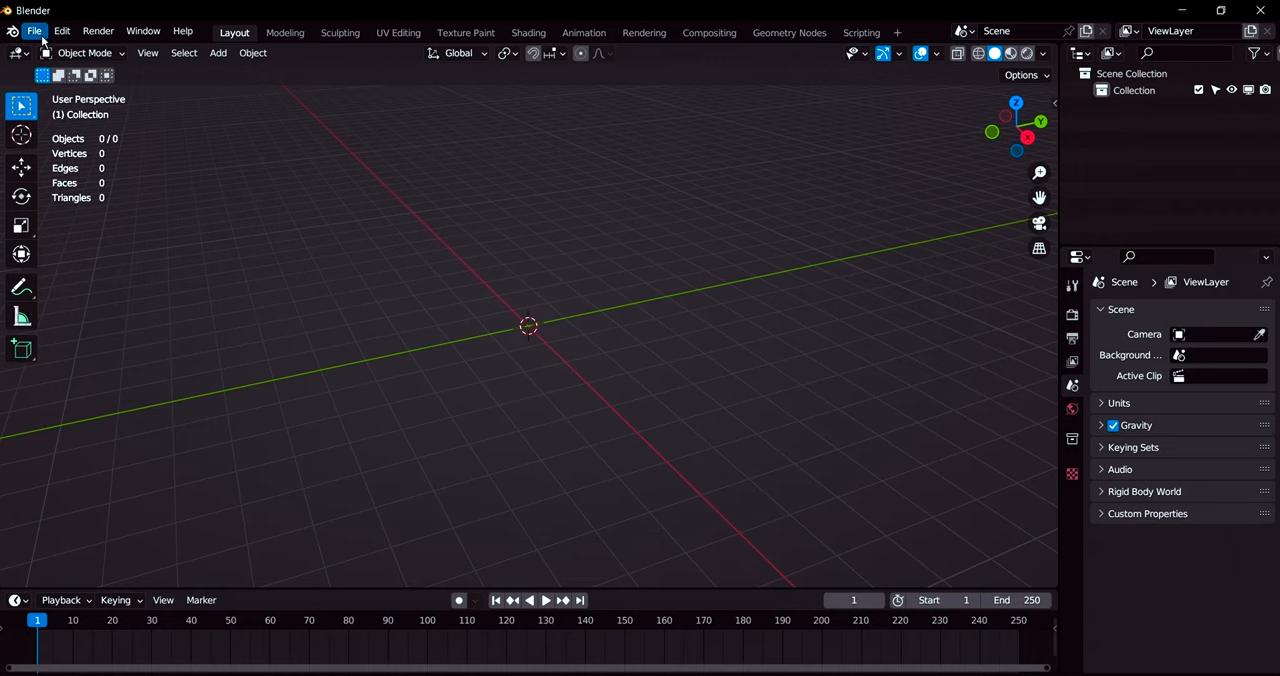 Blender
File Edit Render Window Help Layout Modeling Sculpting UV Editing Texture Paint Shading Animation Rendering Compositing Geometry Nodes Scripting + Scene ViewLayer
Object Mode View Select Add Object Global
Options
User Perspective
(1) Collection
Objects 0/0
Vertices 0
Edges 0
Faces 0
Triangles 0
Z
Y
X
Scene Collection
Collection
Scene > ViewLayer
Scene
Camera
Background ...
Active Clip
Units
Gravity
Keying Sets
Audio
Rigid Body World
Custom Properties
Playback Keying View Marker 1 Start 1 End 250
1 10 20 30 40 50 60 70 80 90 100 110 120 130 140 150 160 170 180 190 200 210 220 230 240 250